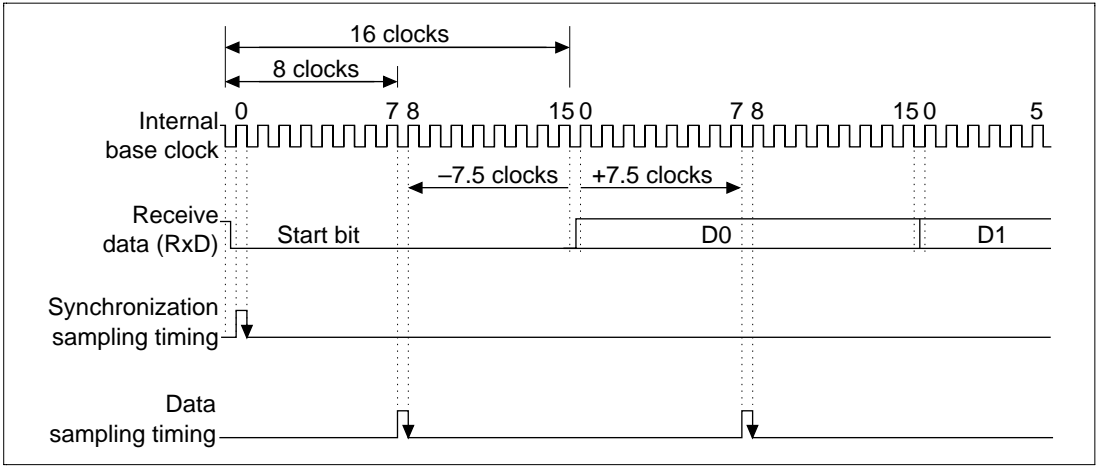 16 clocks
8 clocks
0 7 8 15 0 7 8 15 0 5
Internal
base clock
–7.5 clocks +7.5 clocks
Receive
data (RxD)
Start bit D0 D1
Synchronization
sampling timing
Data
sampling timing